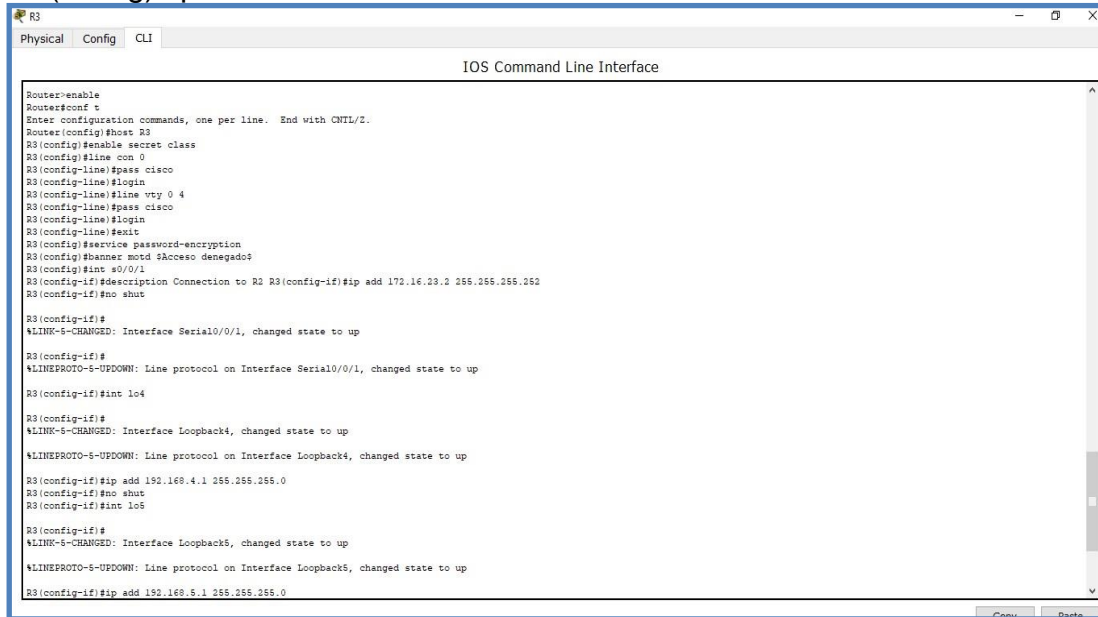 R3
Physical Config CLI
IOS Command Line Interface
Router>enable
Router#conf t
Enter configuration commands, one per line. End with CNTL/Z.
Router(config)#host R3
R3(config)#enable secret class
R3(config)#line con 0
R3(config-line)#pass cisco
R3(config-line)#login
R3(config-line)#line vty 0 4
R3(config-line)#pass cisco
R3(config-line)#login
R3(config-line)#exit
R3(config)#service password-encryption
R3(config)#banner motd $Acceso denegado$
R3(config)#int s0/0/1
R3(config-if)#description Connection to R2 R3(config-if)#ip add 172.16.23.2 255.255.255.252
R3(config-if)#no shut
R3(config-if)#
%LINK-5-CHANGED: Interface Serial0/0/1, changed state to up
R3(config-if)#
%LINEPROTO-5-UPDOWN: Line protocol on Interface Serial0/0/1, changed state to up
R3(config-if)#int lo4
R3(config-if)#
%LINK-5-CHANGED: Interface Loopback4, changed state to up
%LINEPROTO-5-UPDOWN: Line protocol on Interface Loopback4, changed state to up
R3(config-if)#ip add 192.168.4.1 255.255.255.0
R3(config-if)#no shut
R3(config-if)#int lo5
R3(config-if)#
%LINK-5-CHANGED: Interface Loopback5, changed state to up
%LINEPROTO-5-UPDOWN: Line protocol on Interface Loopback5, changed state to up
R3(config-if)#ip add 192.168.5.1 255.255.255.0
Copy Paste